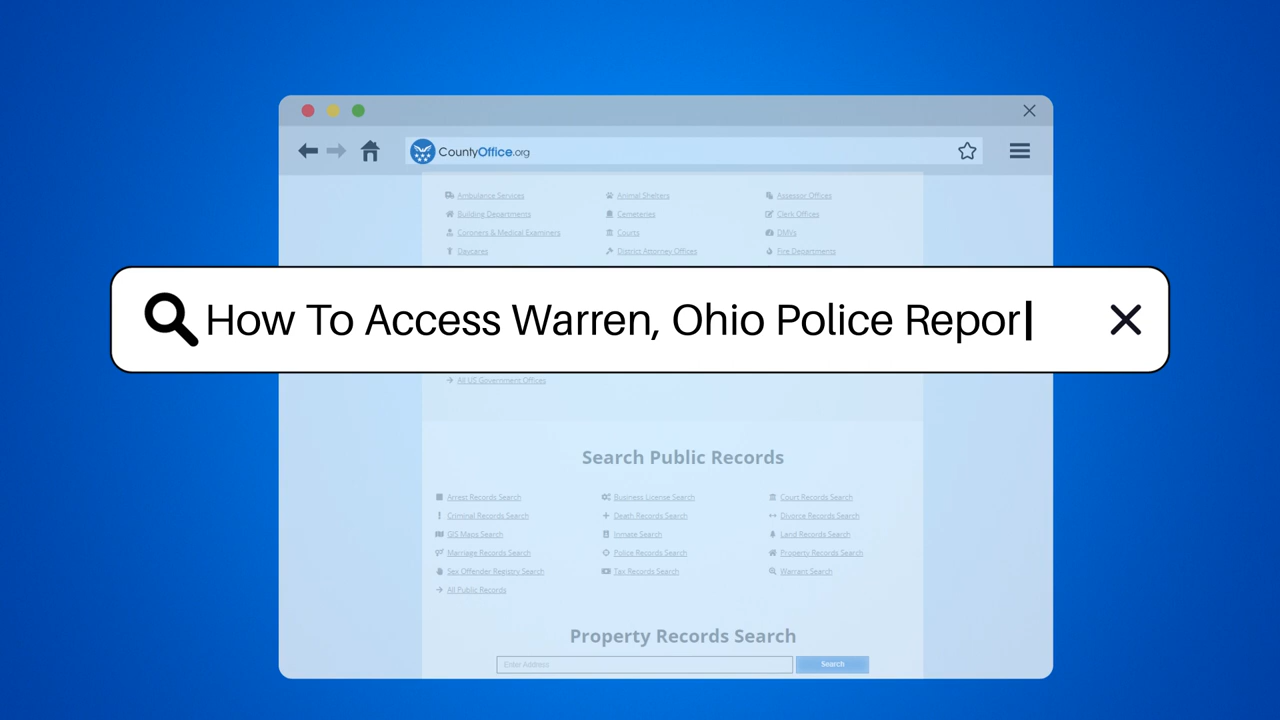 CountyOffice.org
Ambulance Services
Animal Shelters
Assessor Offices
Building Departments
Cemeteries
Clerk Offices
Coroners & Medical Examiners
Courts
DMVs
Daycares
District Attorney Offices
Fire Departments
How To Access Warren, Ohio Police Repor
All US Government Offices
Search Public Records
Arrest Records Search
Business License Search
Court Records Search
Criminal Records Search
Death Records Search
Divorce Records Search
GIS Maps Search
Inmate Search
Land Records Search
Marriage Records Search
Police Records Search
Property Records Search
Sex Offender Registry Search
Tax Records Search
Warrant Search
All Public Records
Property Records Search
Enter Address
Search